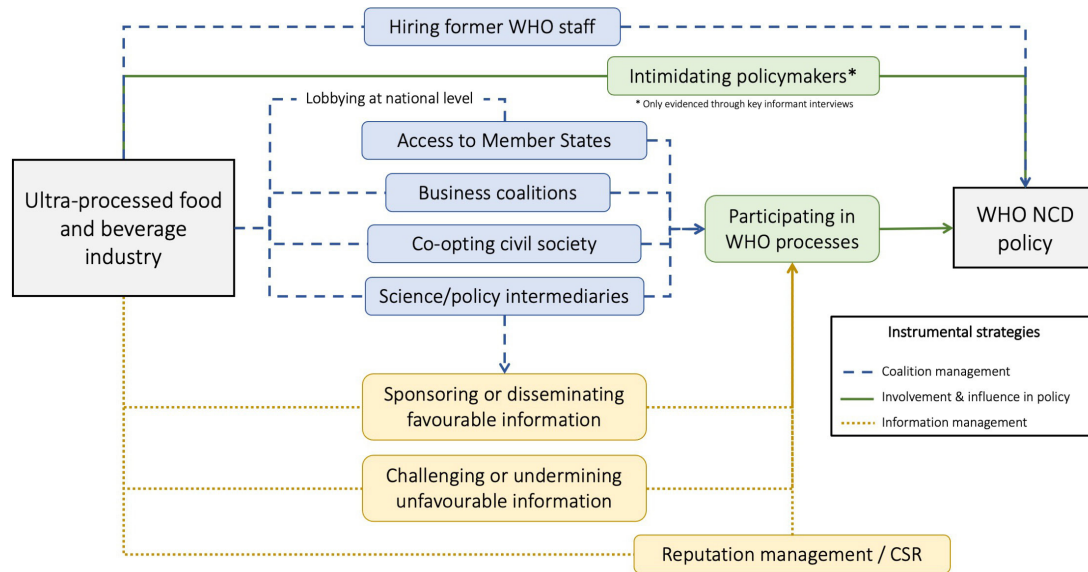 Hiring former WHO staff
Intimidating policymakers*
* Only evidenced through key informant interviews
Lobbying at national level
Access to Member States
Ultra-processed food
and beverage
industry
Business coalitions
Co-opting civil society
Science/policy intermediaries
Participating in
WHO processes
WHO NCD
policy
Instrumental strategies
Coalition management
Involvement & influence in policy
Information management
Sponsoring or disseminating
favourable information
Challenging or undermining
unfavourable information
Reputation management / CSR